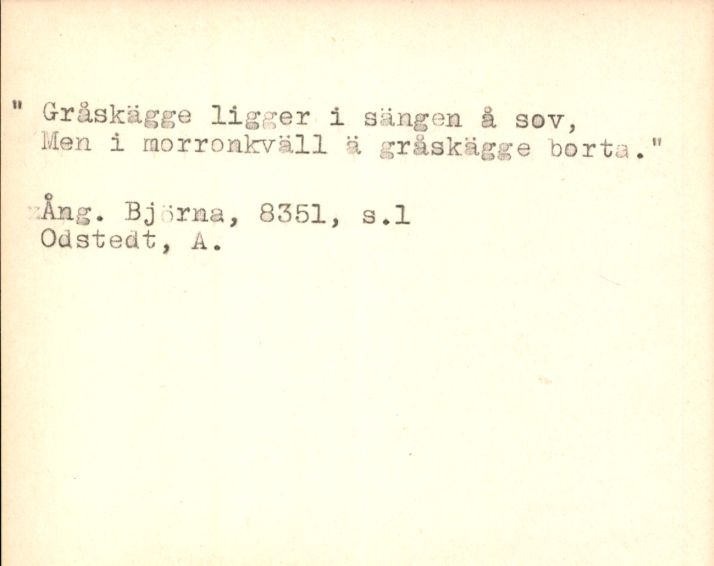 " Gråskägge ligger i sängen å sov,
Men i morronkväll ä gråskägge borta."
Ång. Björna, 8351, s.1
Odstedt, A.